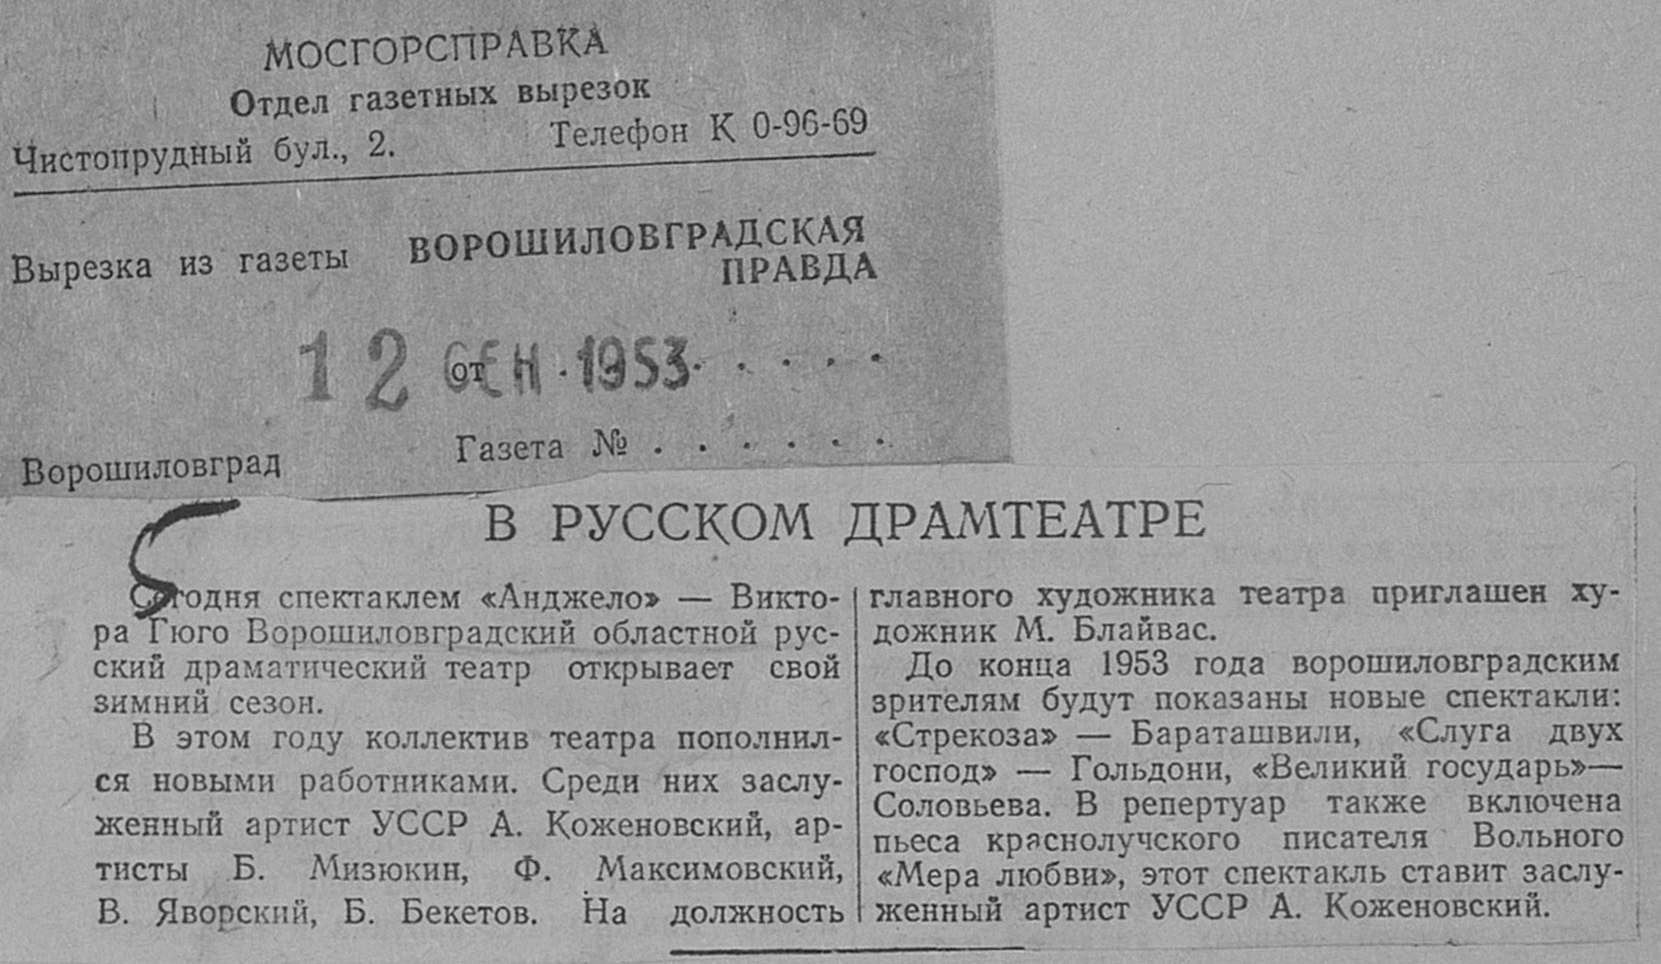 МОСГОРСПРАВКА
Отдел газетных вырезок
Чистопрудный бул., 2. Телефон К 0-96-69
Вырезка из газеты ВОРОШИЛОВГРАДСКАЯ
ПРАВДА
12 СЕН. 1953
от . . . . .
Ворошиловград Газета № . . . . . .
В РУССКОМ ДРАМТЕАТРЕ
Сегодня спектаклем «Анджело» — Викто-
ра Гюго Ворошиловградский областной рус-
ский драматический театр открывает свой
зимний сезон.
В этом году коллектив театра пополнил-
ся новыми работниками. Среди них заслу-
женный артист УССР А. Коженовский, ар-
тисты Б. Мизюкин, Ф. Максимовский,
В. Яворский, Б. Бекетов. На должность
главного художника театра приглашен ху-
дожник М. Блайвас.
До конца 1953 года ворошиловградским
зрителям будут показаны новые спектакли:
«Стрекоза» — Бараташвили, «Слуга двух
господ» — Гольдони, «Великий государь»—
Соловьева. В репертуар также включена
пьеса краснолучского писателя Вольного
«Мера любви», этот спектакль ставит заслу-
женный артист УССР А. Коженовский.